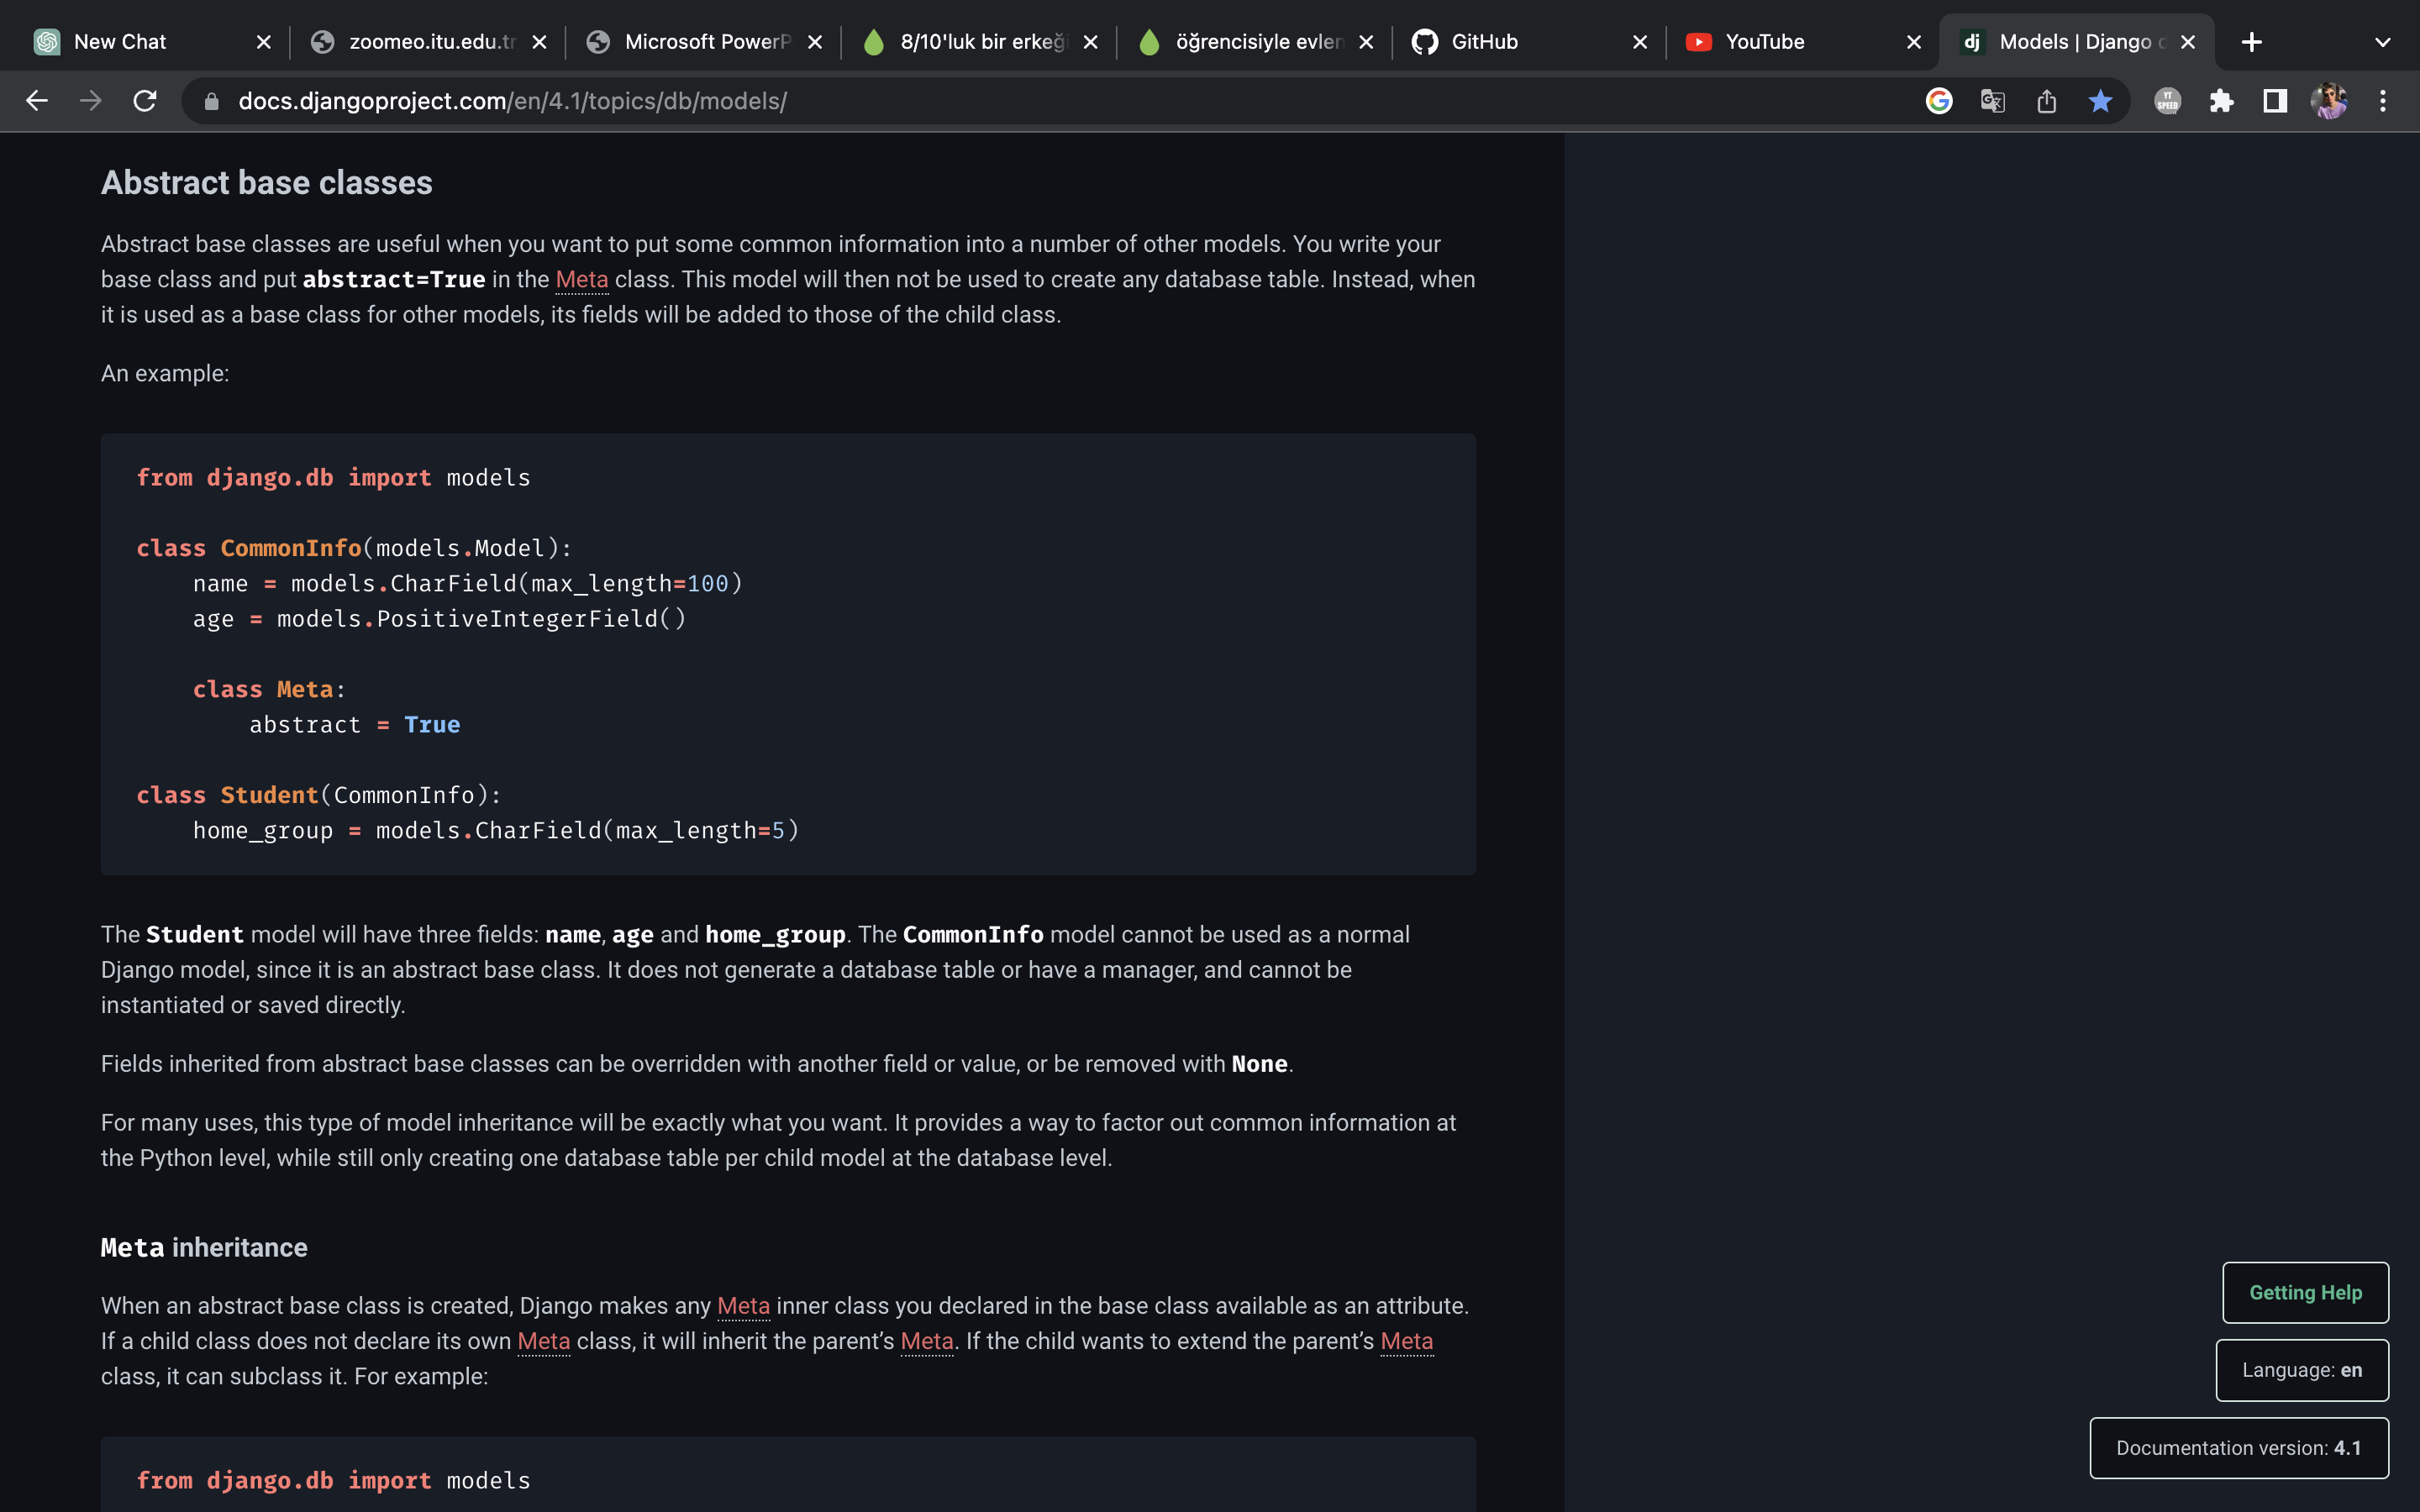 New Chat
zoomeo.itu.edu.tr
Microsoft PowerP
8/10'luk bir erkeği
öğrencisiyle evlen
GitHub
YouTube
dj Models | Django d
docs.djangoproject.com/en/4.1/topics/db/models/
YT SPEED
Abstract base classes
Abstract base classes are useful when you want to put some common information into a number of other models. You write your
base class and put abstract=True in the Meta class. This model will then not be used to create any database table. Instead, when
it is used as a base class for other models, its fields will be added to those of the child class.
An example:
from django.db import models
class CommonInfo(models.Model):
    name = models.CharField(max_length=100)
    age = models.PositiveIntegerField()
    class Meta:
        abstract = True
class Student(CommonInfo):
    home_group = models.CharField(max_length=5)
The Student model will have three fields: name, age and home_group. The CommonInfo model cannot be used as a normal
Django model, since it is an abstract base class. It does not generate a database table or have a manager, and cannot be
instantiated or saved directly.
Fields inherited from abstract base classes can be overridden with another field or value, or be removed with None.
For many uses, this type of model inheritance will be exactly what you want. It provides a way to factor out common information at
the Python level, while still only creating one database table per child model at the database level.
Meta inheritance
When an abstract base class is created, Django makes any Meta inner class you declared in the base class available as an attribute.
If a child class does not declare its own Meta class, it will inherit the parent’s Meta. If the child wants to extend the parent’s Meta
class, it can subclass it. For example:
from django.db import models
Getting Help
Language: en
Documentation version: 4.1